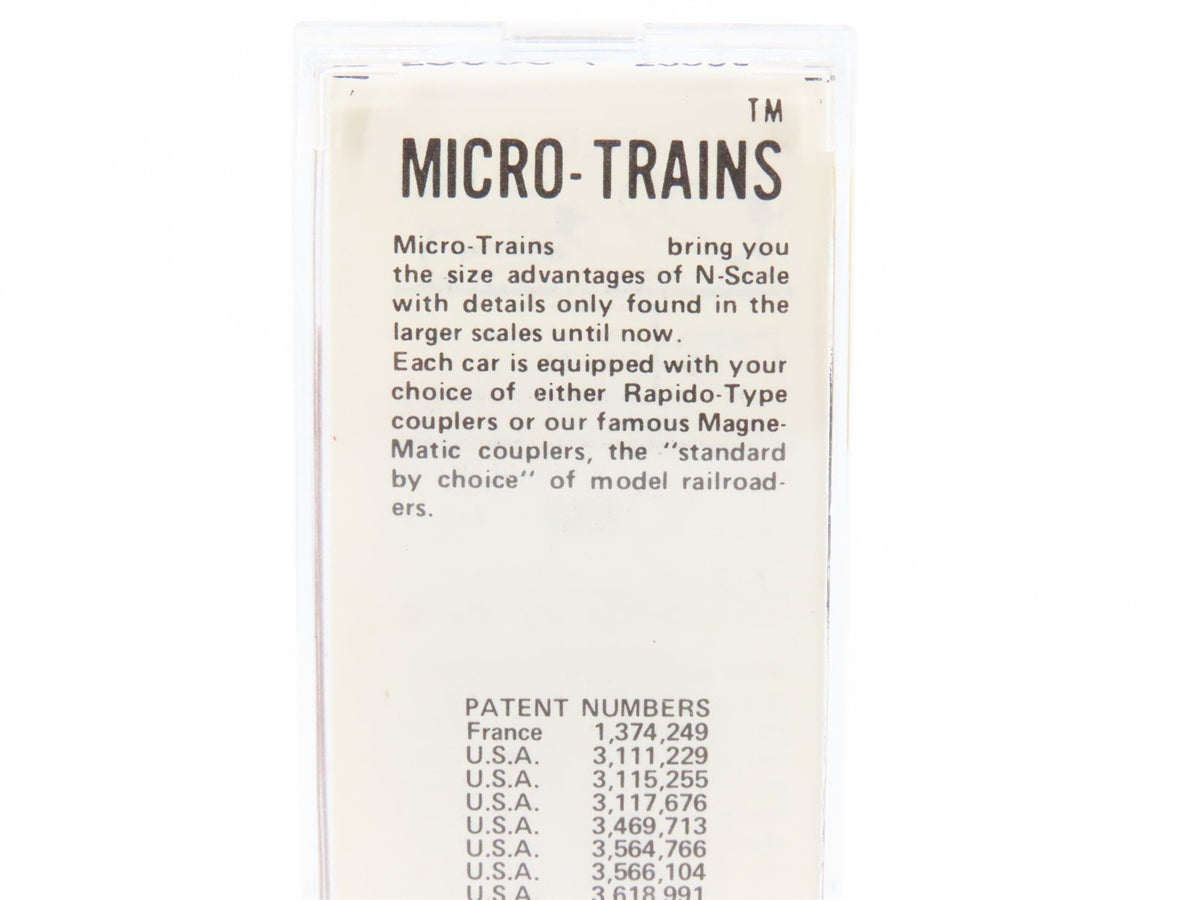 TM
MICRO-TRAINS
Micro-Trains bring you
the size advantages of N-Scale
with details only found in the
larger scales until now.
Each car is equipped with your
choice of either Rapido-Type
couplers or our famous Magne-
Matic couplers, the "standard
by choice" of model railroad-
ers.
PATENT NUMBERS
France 1,374,249
U.S.A. 3,111,229
U.S.A. 3,115,255
U.S.A. 3,117,676
U.S.A. 3,469,713
U.S.A. 3,564,766
U.S.A. 3,566,104
U.S.A. 3,618,991